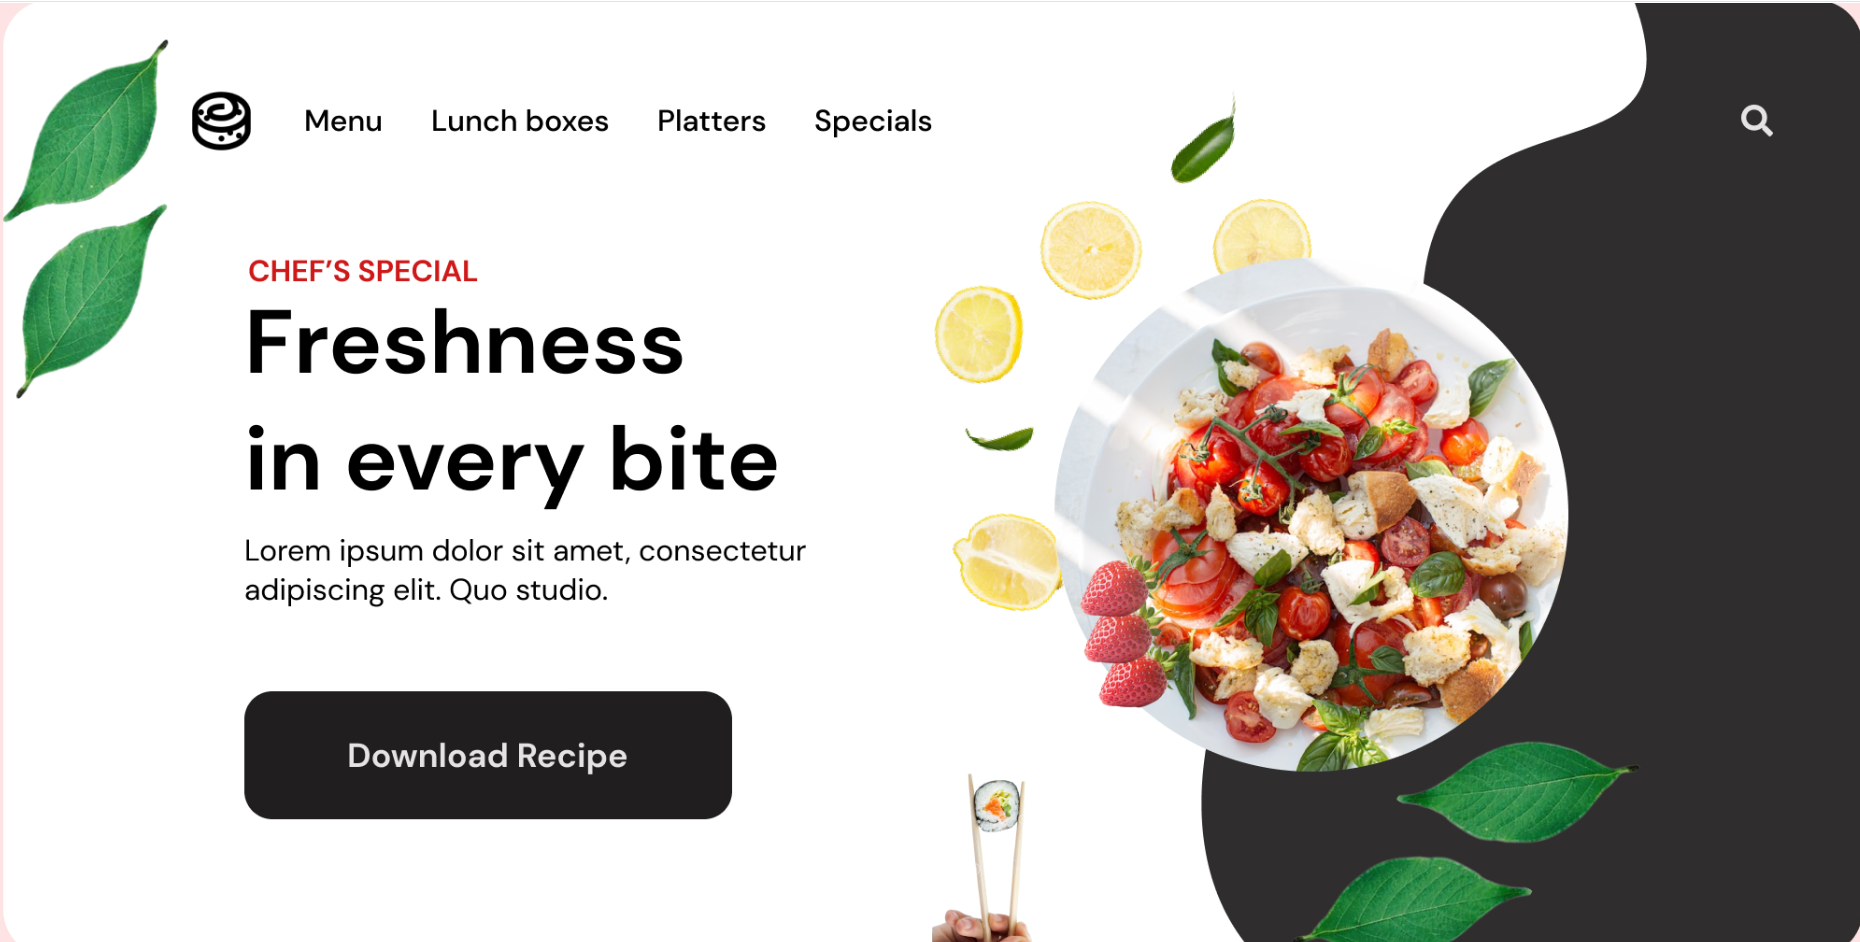 Menu Lunch boxes Platters Specials
CHEF’S SPECIAL
Freshness
in every bite
Lorem ipsum dolor sit amet, consectetur
adipiscing elit. Quo studio.
Download Recipe